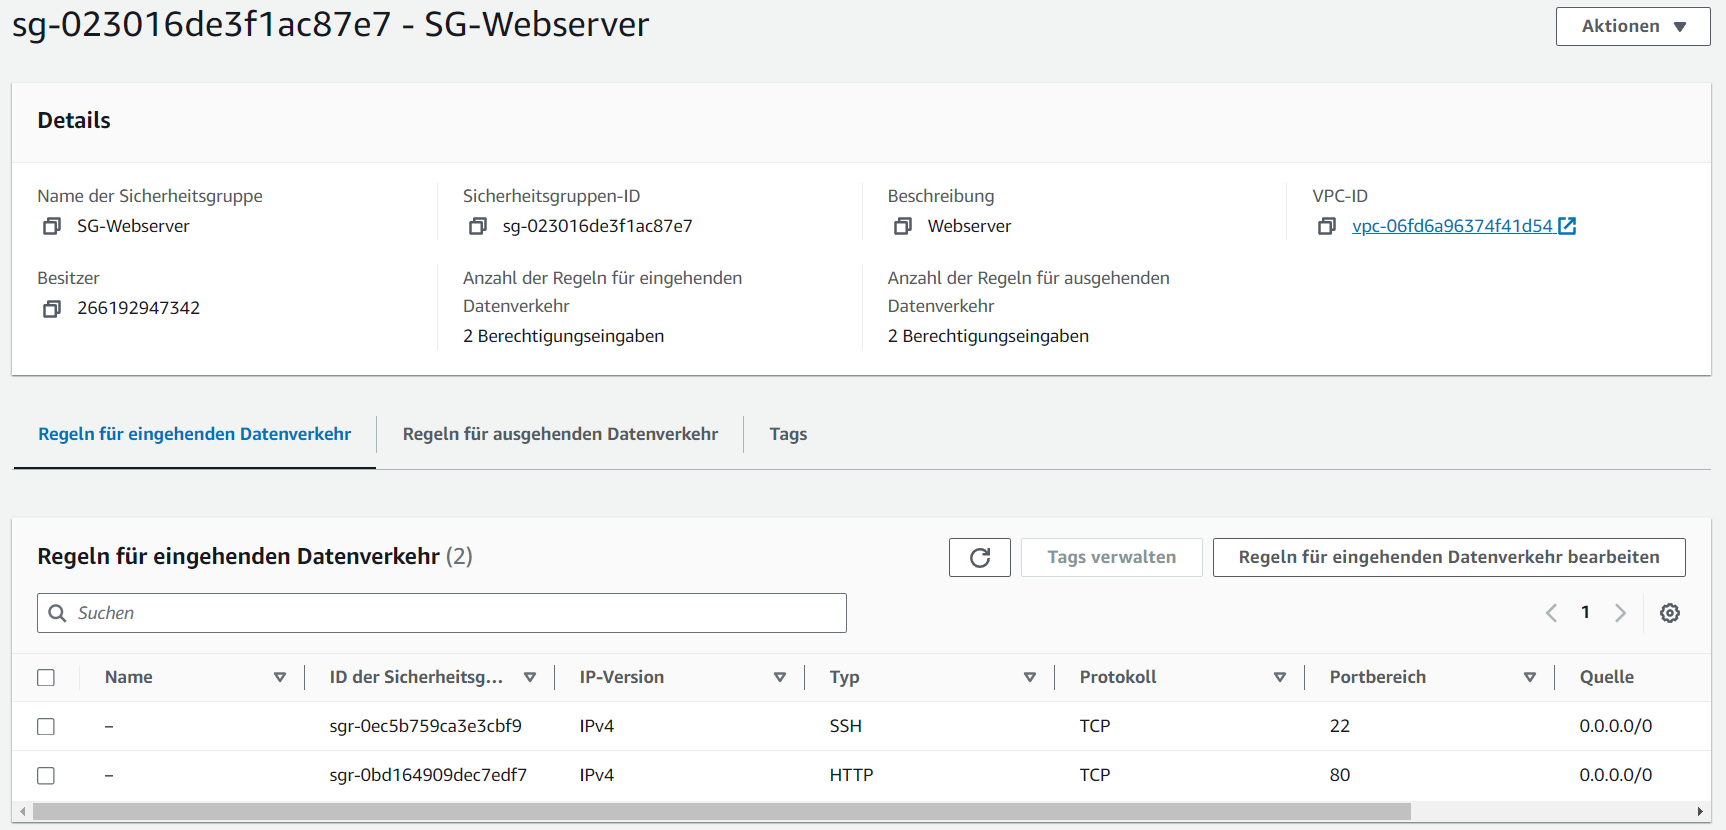 sg-023016de3f1ac87e7 - SG-Webserver
Aktionen
Details
Name der Sicherheitsgruppe
SG-Webserver
Sicherheitsgruppen-ID
sg-023016de3f1ac87e7
Beschreibung
Webserver
VPC-ID
vpc-06fd6a96374f41d54
Besitzer
266192947342
Anzahl der Regeln für eingehenden
Datenverkehr
2 Berechtigungseingaben
Anzahl der Regeln für ausgehenden
Datenverkehr
2 Berechtigungseingaben
Regeln für eingehenden Datenverkehr
Regeln für ausgehenden Datenverkehr
Tags
Regeln für eingehenden Datenverkehr (2)
Tags verwalten
Regeln für eingehenden Datenverkehr bearbeiten
Suchen
1
Name ID der Sicherheitsg... IP-Version Typ Protokoll Portbereich Quelle
– sgr-0ec5b759ca3e3cbf9 IPv4 SSH TCP 22 0.0.0.0/0
– sgr-0bd164909dec7edf7 IPv4 HTTP TCP 80 0.0.0.0/0